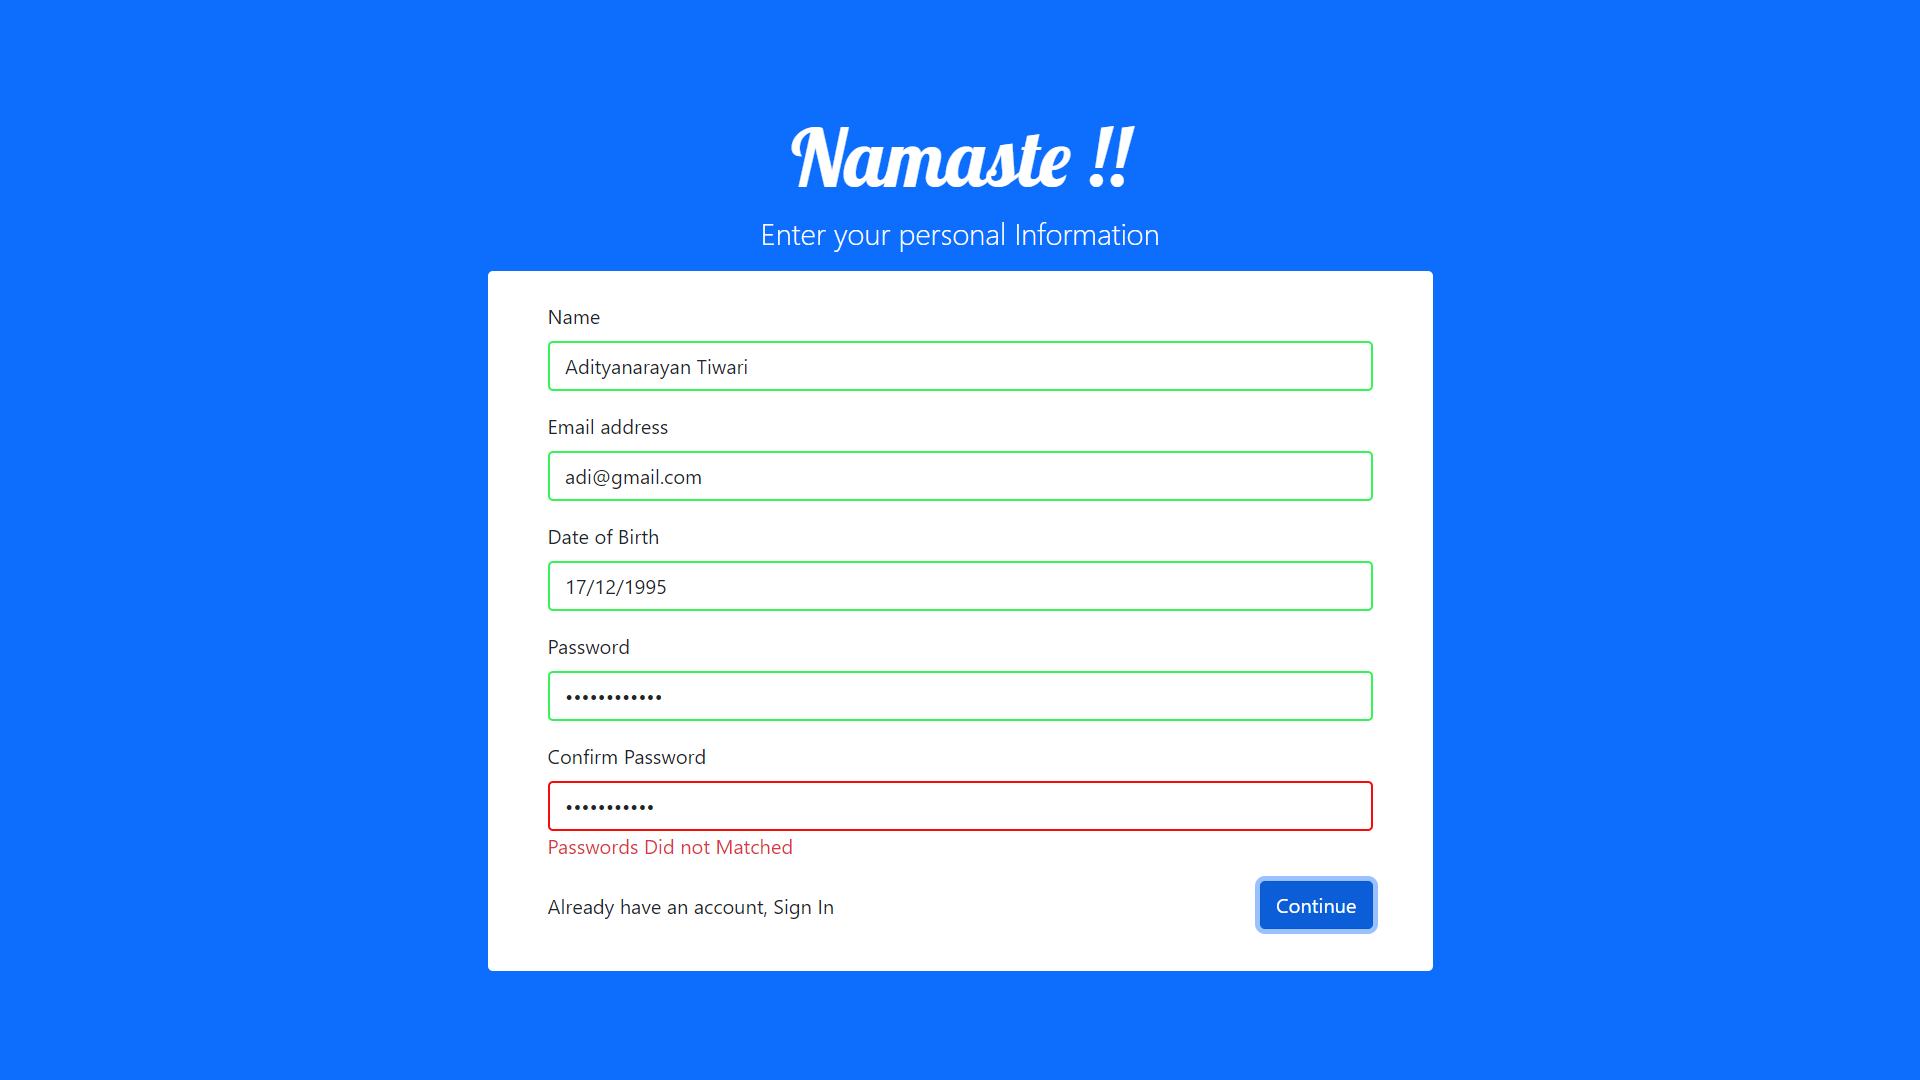 Namaste !!
Enter your personal Information
Name
Adityanarayan Tiwari
Email address
adi@gmail.com
Date of Birth
17/12/1995
Password
••••••••••••
Confirm Password
•••••••••••
Passwords Did not Matched
Already have an account, Sign In
Continue